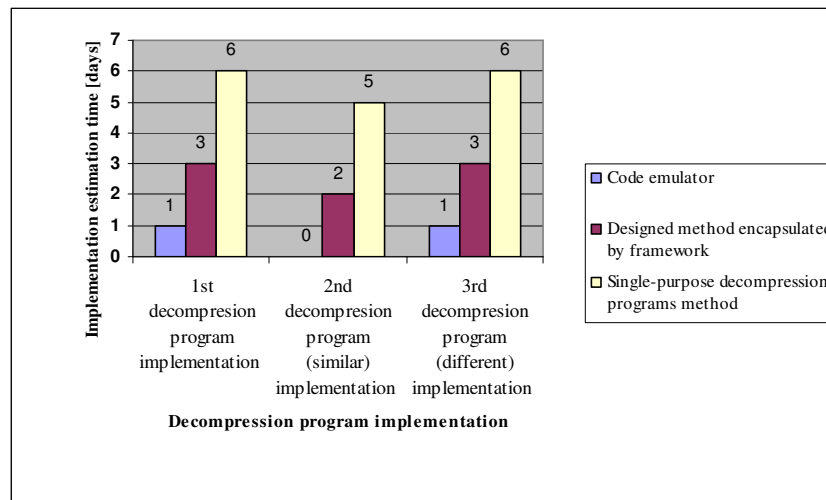 Implementation estimation time [days]
7
6
5
4
3
2
1
0
1
3
6
0
2
5
1
3
6
1st
decompresion
program
implementation
2nd
decompresion
program
(similar)
implementation
3rd
decompresion
program
(different)
implementation
Decompression program implementation
Code emulator
Designed method encapsulated
by framework
Single-purpose decompression
programs method